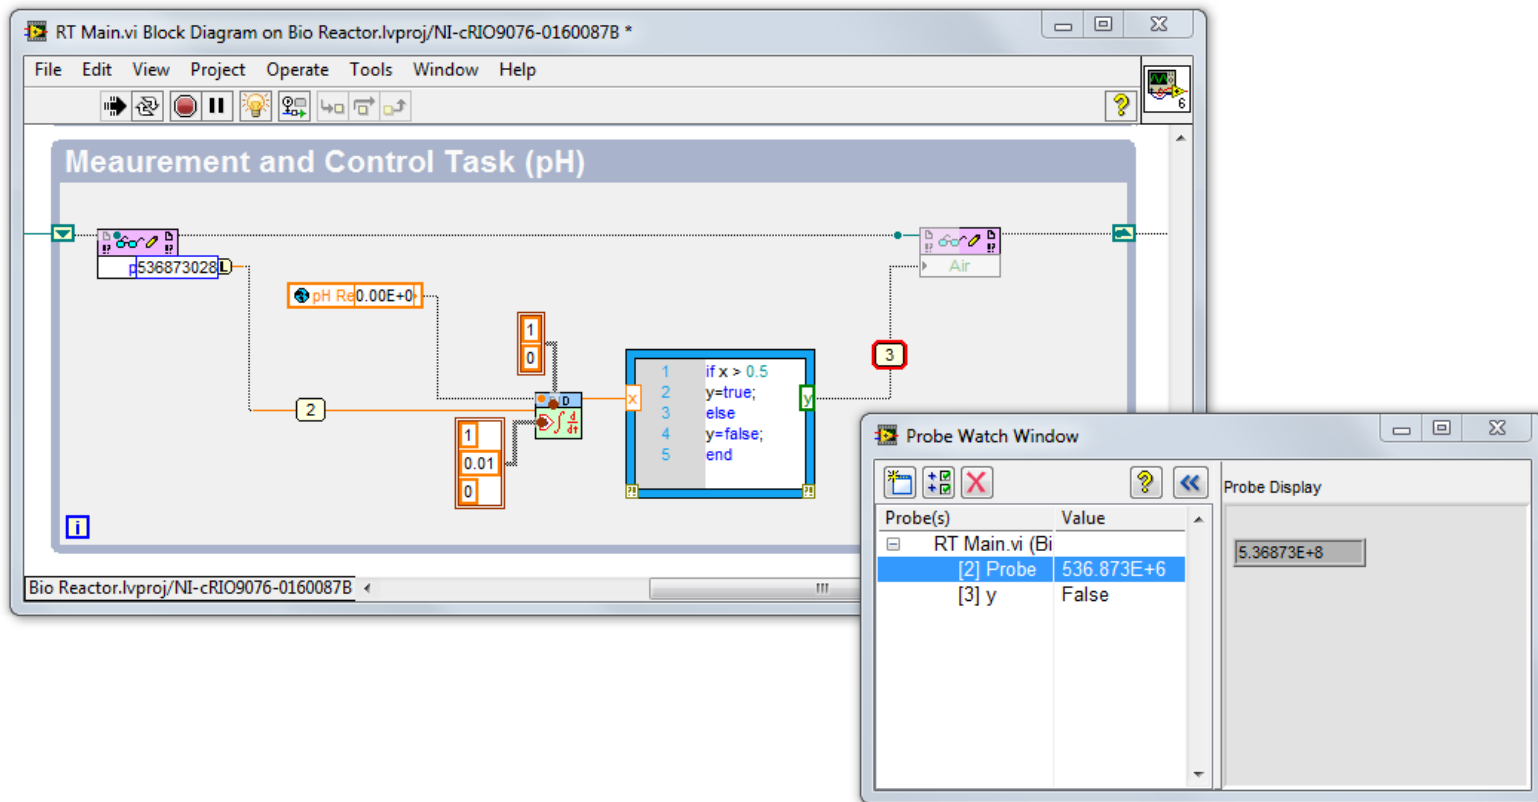 RT Main.vi Block Diagram on Bio Reactor.lvproj/NI-cRIO9076-0160087B *
File Edit View Project Operate Tools Window Help
?
6
Meaurement and Control Task (pH)
p536873028
Air
pH Re 0.00E+0
1
0
3
2
1
0.01
0
x
1 if x > 0.5
2 y=true;
3 else
4 y=false;
5 end
y
i
Bio Reactor.lvproj/NI-cRIO9076-0160087B
Probe Watch Window
?
Probe Display
Probe(s) Value
RT Main.vi (Bi
[2] Probe 536.873E+6
[3] y False
5.36873E+8